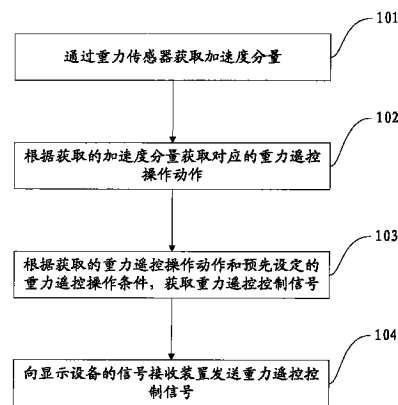 101
通过重力传感器获取加速度分量
102
根据获取的加速度分量获取对应的重力遥控
操作动作
103
根据获取的重力遥控操作动作和预先设定的
重力遥控操作条件，获取重力遥控控制信号
104
向显示设备的信号接收装置发送重力遥控控
制信号